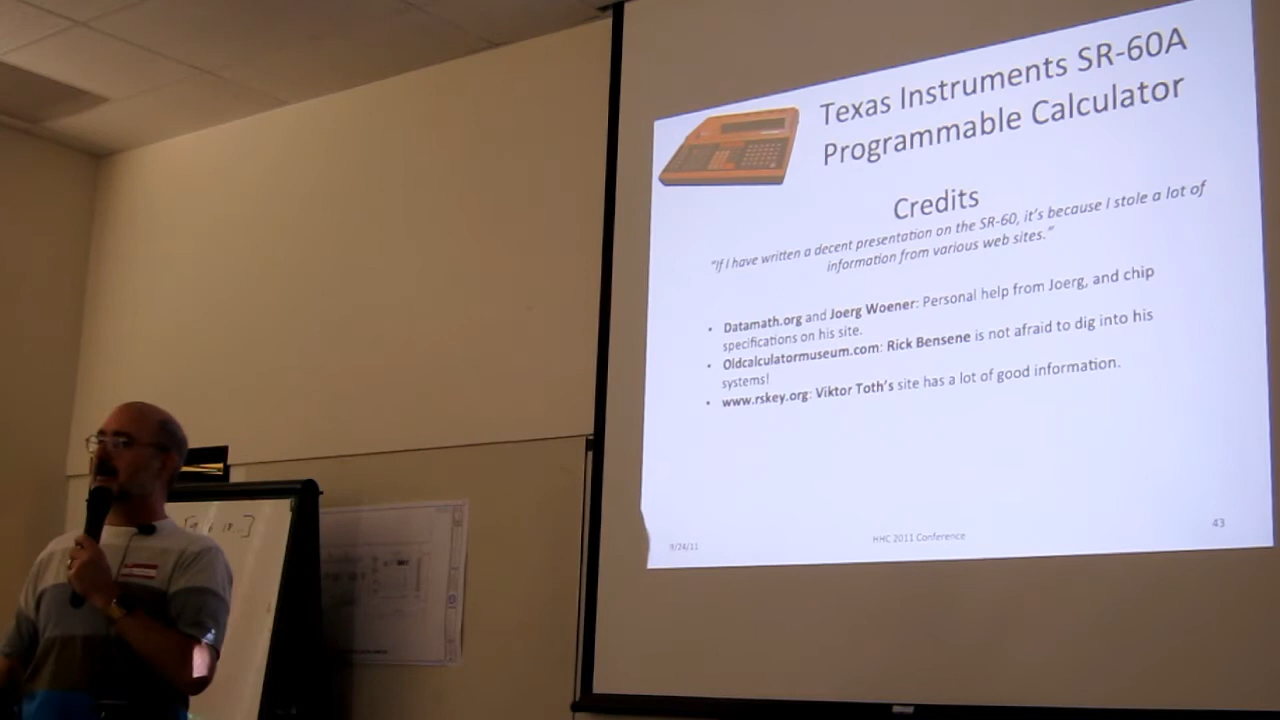 Texas Instruments SR-60A
Programmable Calculator
Credits
"If I have written a decent presentation on the SR-60, it's because I stole a lot of
information from various web sites."
• Datamath.org and Joerg Woener: Personal help from Joerg, and chip
specifications on his site.
• Oldcalculatormuseum.com: Rick Bensene is not afraid to dig into his
systems!
• www.rskey.org: Viktor Toth's site has a lot of good information.
9/24/11
HHC 2011 Conference
43